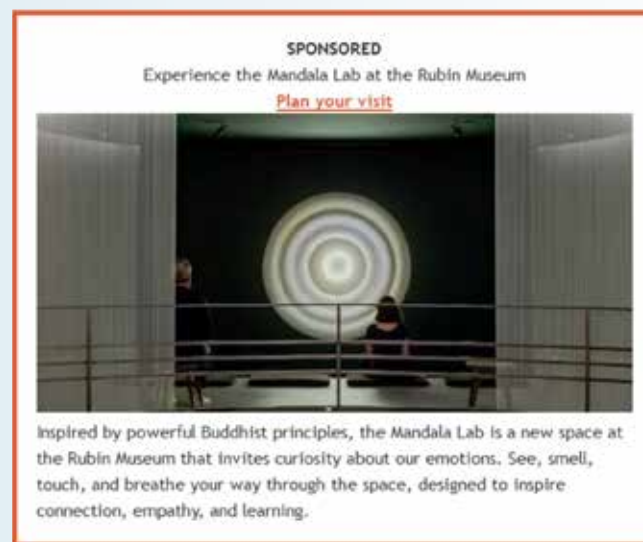 SPONSORED
Experience the Mandala Lab at the Rubin Museum
Plan your visit
Inspired by powerful Buddhist principles, the Mandala Lab is a new space at
the Rubin Museum that invites curiosity about our emotions. See, smell,
touch, and breathe your way through the space, designed to inspire
connection, empathy, and learning.